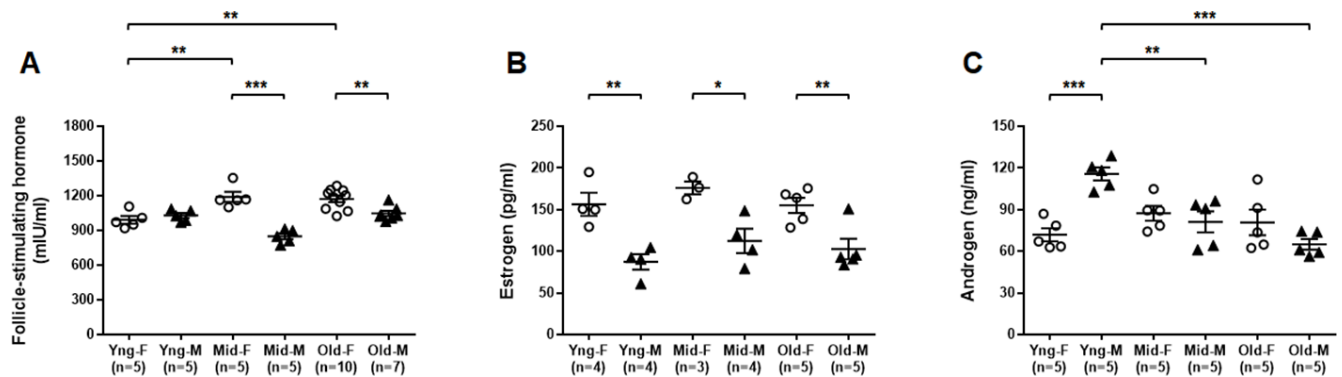 **
**
***
**
A
Follicle-stimulating hormone
(mIU/ml)
1800
1500
1200
900
600
300
0
Yng-F Yng-M Mid-F Mid-M Old-F Old-M
(n=5) (n=5) (n=5) (n=5) (n=10) (n=7)
B
**
*
**
Estrogen (pg/ml)
250
200
150
100
50
0
Yng-F Yng-M Mid-F Mid-M Old-F Old-M
(n=4) (n=4) (n=3) (n=4) (n=5) (n=5)
C
***
**
***
Androgen (ng/ml)
150
120
90
60
30
0
Yng-F Yng-M Mid-F Mid-M Old-F Old-M
(n=5) (n=5) (n=5) (n=5) (n=5) (n=5)